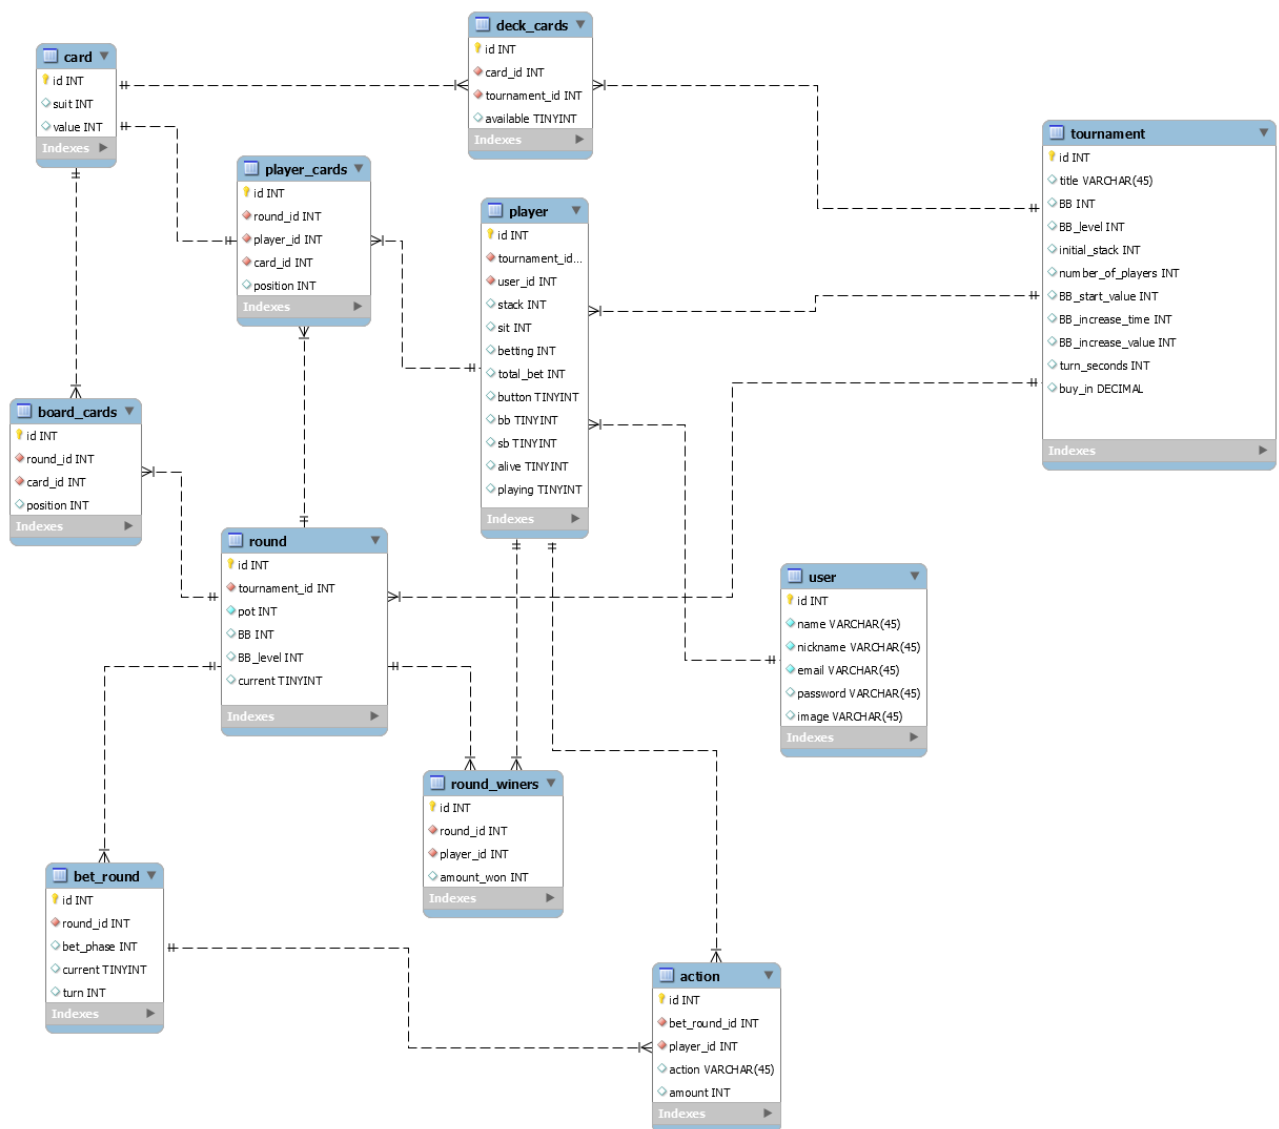 card
id INT
suit INT
value INT
Indexes
deck_cards
id INT
card_id INT
tournament_id INT
available TINYINT
Indexes
tournament
id INT
title VARCHAR(45)
BB INT
BB_level INT
initial_stack INT
number_of_players INT
BB_start_value INT
BB_increase_time INT
BB_increase_value INT
turn_seconds INT
buy_in DECIMAL
Indexes
player_cards
id INT
round_id INT
player_id INT
card_id INT
position INT
Indexes
player
id INT
tournament_id...
user_id INT
stack INT
sit INT
betting INT
total_bet INT
button TINYINT
bb TINYINT
sb TINYINT
alive TINYINT
playing TINYINT
Indexes
board_cards
id INT
round_id INT
card_id INT
position INT
Indexes
round
id INT
tournament_id INT
pot INT
BB INT
BB_level INT
current TINYINT
Indexes
user
id INT
name VARCHAR(45)
nickname VARCHAR(45)
email VARCHAR(45)
password VARCHAR(45)
image VARCHAR(45)
Indexes
round_winers
id INT
round_id INT
player_id INT
amount_won INT
Indexes
bet_round
id INT
round_id INT
bet_phase INT
current TINYINT
turn INT
Indexes
action
id INT
bet_round_id INT
player_id INT
action VARCHAR(45)
amount INT
Indexes